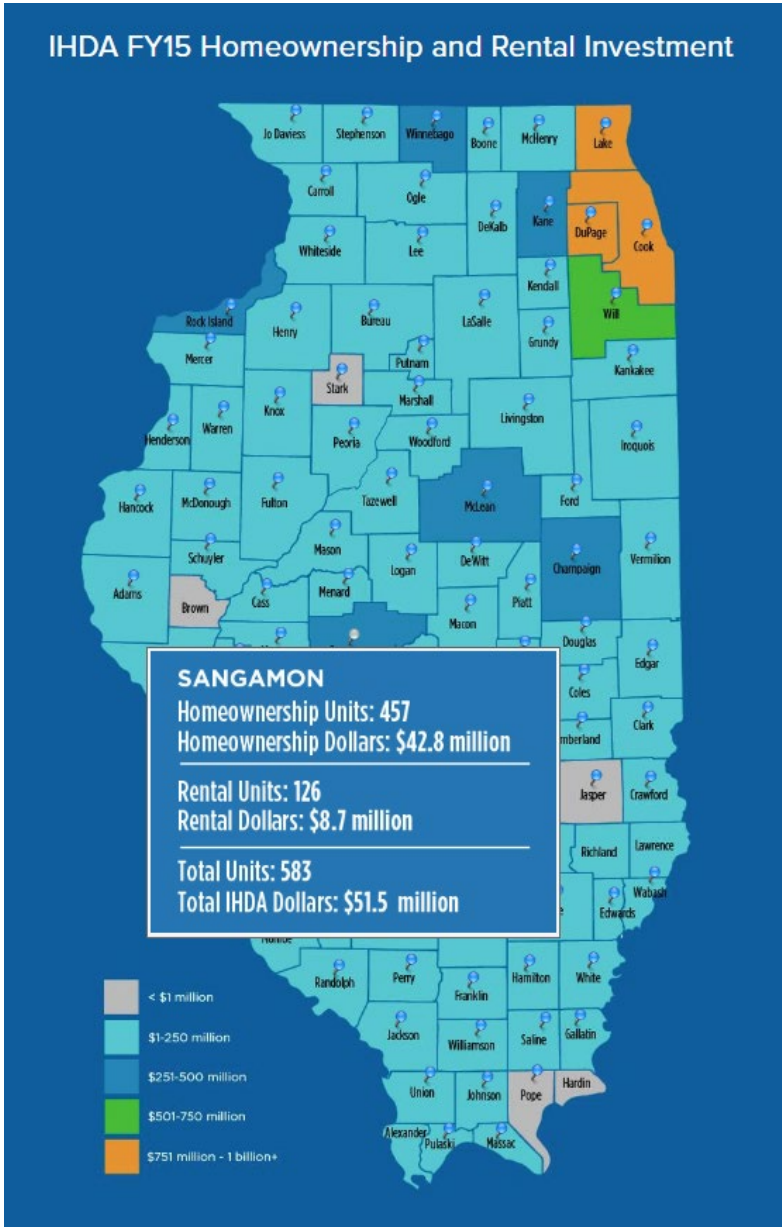 IHDA FY15 Homeownership and Rental Investment
Jo Daviess
Stephenson
Winnebago
Boone
McHenry
Lake
Carroll
Ogle
DeKalb
Kane
DuPage
Cook
Whiteside
Lee
Kendall
Will
Rock Island
Henry
Bureau
LaSalle
Grundy
Mercer
Putnam
Kankakee
Stark
Marshall
Knox
Henderson
Warren
Peoria
Woodford
Livingston
Iroquois
Hancock
McDonough
Fulton
Tazewell
McLean
Ford
Schuyler
Mason
Logan
DeWitt
Champaign
Vermilion
Adams
Brown
Cass
Menard
Macon
Piatt
Douglas
Edgar
Coles
mberland
Clark
Jasper
Crawford
Richland
Lawrence
Wabash
e
Edwards
SANGAMON
Homeownership Units: 457
Homeownership Dollars: $42.8 million
Rental Units: 126
Rental Dollars: $8.7 million
Total Units: 583
Total IHDA Dollars: $51.5 million
Monroe
Randolph
Perry
Franklin
Hamilton
White
Jackson
Williamson
Saline
Gallatin
Union
Johnson
Pope
Hardin
Alexander
Pulaski
Massac
< $1 million
$1-250 million
$251-500 million
$501-750 million
$751 million - 1 billion+